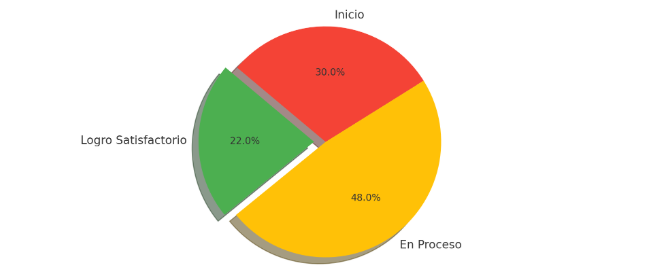 Inicio
30.0%
Logro Satisfactorio
22.0%
48.0%
En Proceso